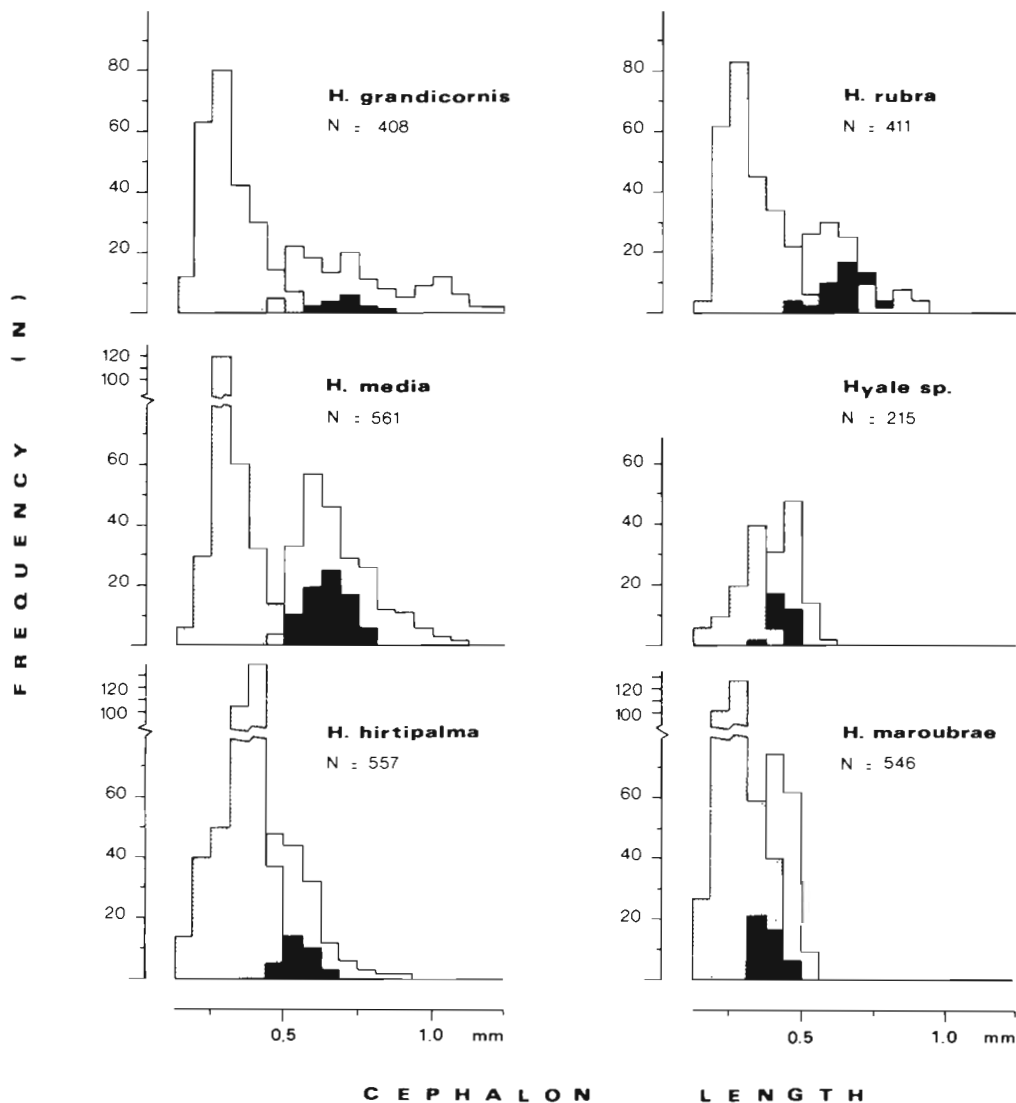 FREQUENCY (N)
80
60
40
20
H. grandicornis
N = 408
80
60
40
20
H. rubra
N = 411
120
100
60
40
20
H. media
N = 561
60
40
20
Hyale sp.
N = 215
120
100
60
40
20
H. hirtipalma
N = 557
120
100
60
40
20
H. maroubrae
N = 546
0.5 1.0 mm
0.5 1.0 mm
CEPHALON LENGTH